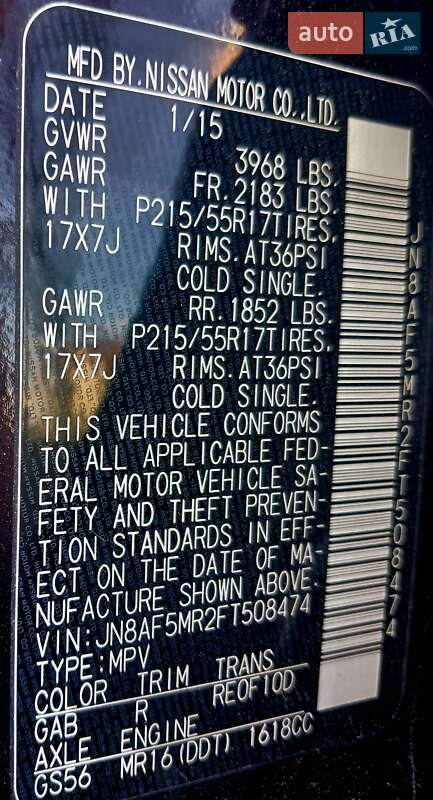 auto RIA .com
MFD BY.NISSAN MOTOR CO.,LTD.
DATE 1/15
GVWR 3968 LBS.
GAWR FR.2183 LBS.
WITH P215/55R17TIRES.
17X7J RIMS.AT36PSI
COLD SINGLE.
GAWR RR.1852 LBS.
WITH P215/55R17TIRES.
17X7J RIMS.AT36PSI
COLD SINGLE.
THIS VEHICLE CONFORMS
TO ALL APPLICABLE FED-
ERAL MOTOR VEHICLE SA-
FETY AND THEFT PREVEN-
TION STANDARDS IN EFF-
ECT ON THE DATE OF MA-
NUFACTURE SHOWN ABOVE.
VIN:JN8AF5MR2FT508474
TYPE:MPV
COLOR TRIM TRANS
GAB R RE0F10D
AXLE ENGINE
GS56 MR16(DDT) 1618CC
JN8AF5MR2FT508474